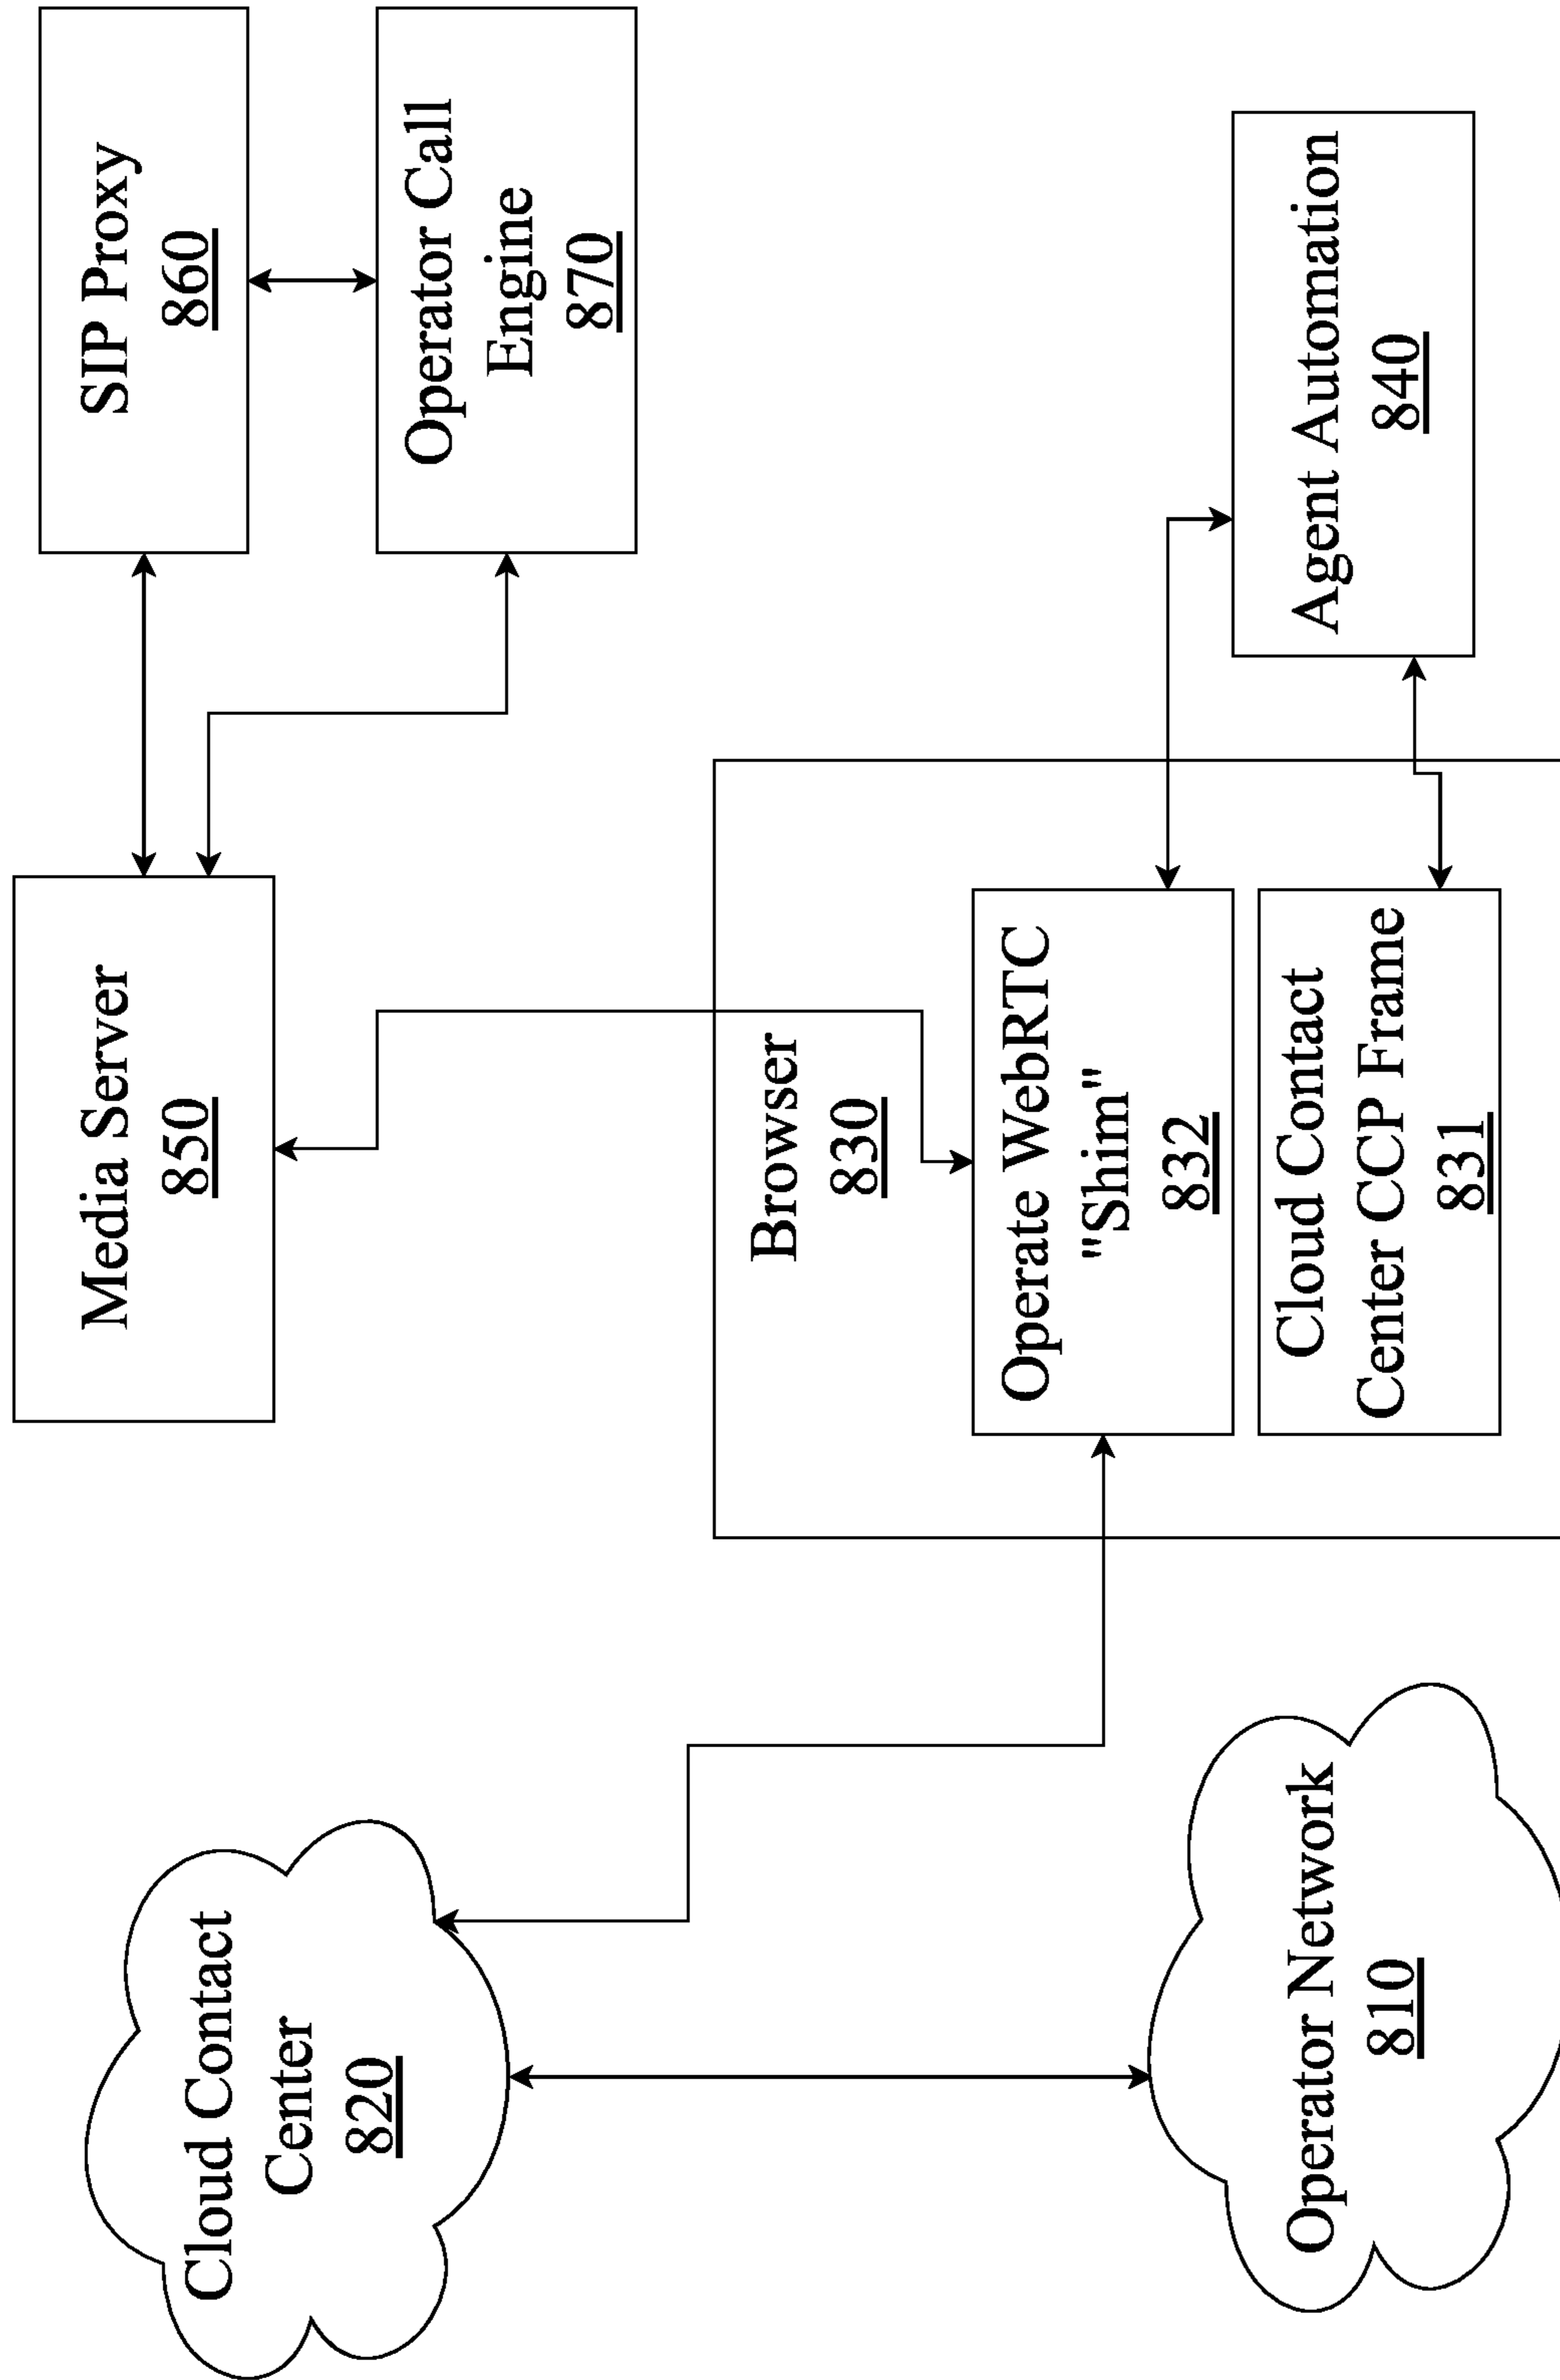 Cloud Contact
Center
820
Media Server
850
SIP Proxy
860
Operator Call
Engine
870
Browser
830
Operate WebRTC
"Shim"
832
Cloud Contact
Center CCP Frame
831
Operator Network
810
Agent Automation
840